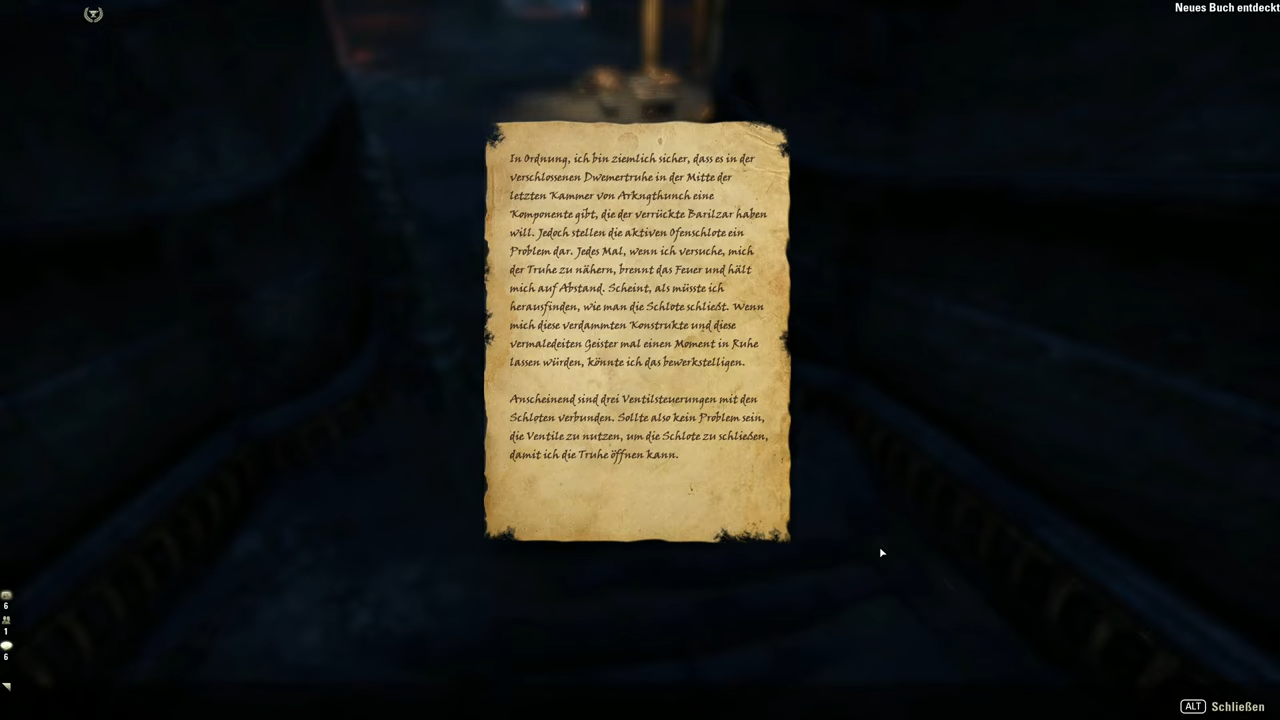 Neues Buch entdeckt
In Ordnung, ich bin ziemlich sicher, dass es in der
verschlossenen Dwemertruhe in der Mitte der
letzten Kammer von Arkngthunch eine
Komponente gibt, die der verrückte Barilzar haben
will. Jedoch stellen die aktiven Ofenschlote ein
Problem dar. Jedes Mal, wenn ich versuche, mich
der Truhe zu nähern, brennt das Feuer und hält
mich auf Abstand. Scheint, als müsste ich
herausfinden, wie man die Schlote schließt. Wenn
mich diese verdammten Konstrukte und diese
vermaledeiten Geister mal einen Moment in Ruhe
lassen würden, könnte ich das bewerkstelligen.
Anscheinend sind drei Ventilsteuerungen mit den
Schloten verbunden. Sollte also kein Problem sein,
die Ventile zu nutzen, um die Schlote zu schließen,
damit ich die Truhe öffnen kann.
6
1
6
ALT Schließen